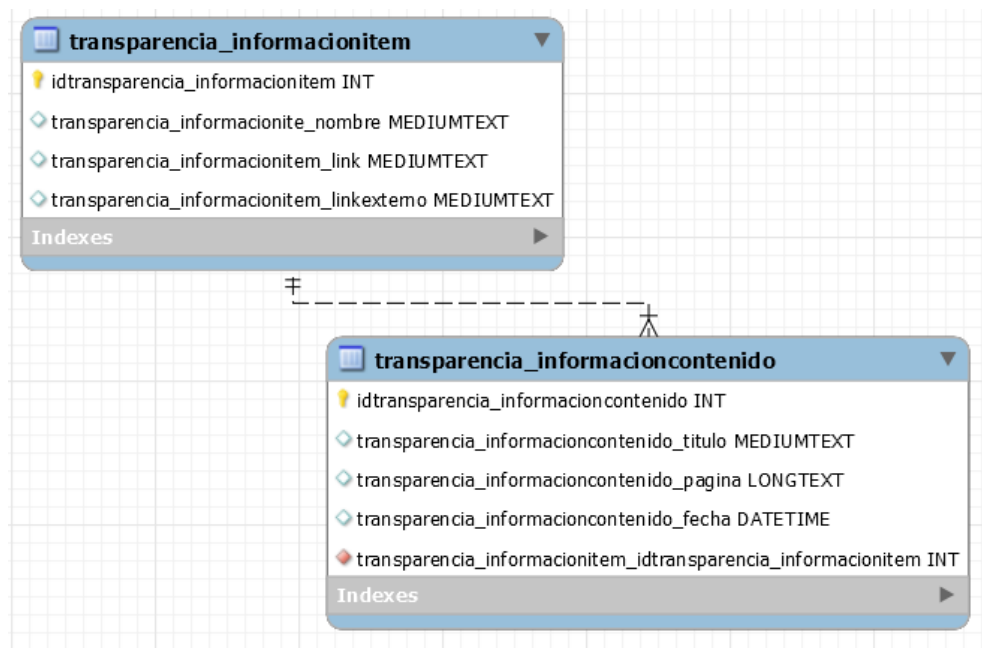 transparencia_informacionitem
idtransparencia_informacionitem INT
transparencia_informacionite_nombre MEDIUMTEXT
transparencia_informacionitem_link MEDIUMTEXT
transparencia_informacionitem_linkexterno MEDIUMTEXT
Indexes
transparencia_informacioncontenido
idtransparencia_informacioncontenido INT
transparencia_informacioncontenido_titulo MEDIUMTEXT
transparencia_informacioncontenido_pagina LONGTEXT
transparencia_informacioncontenido_fecha DATETIME
transparencia_informacionitem_idtransparencia_informacionitem INT
Indexes